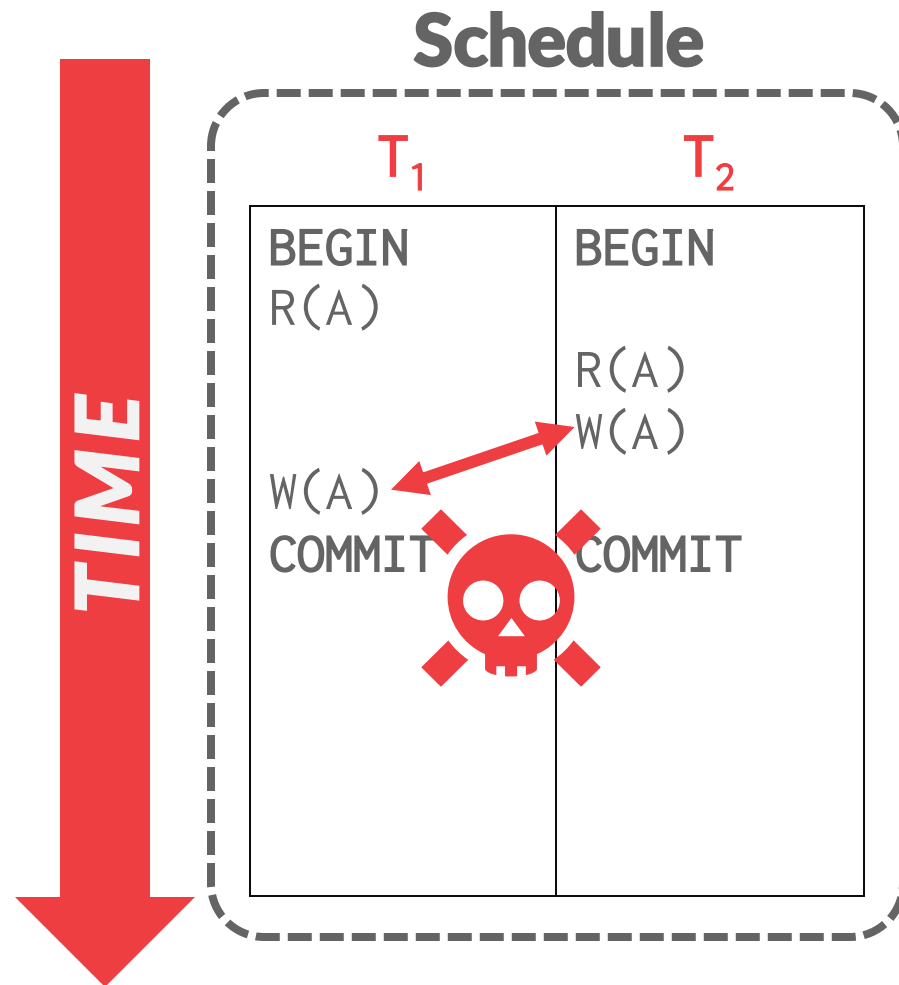 Schedule
T₁ T₂
BEGIN BEGIN
R(A)
R(A)
W(A)
W(A)
COMMIT COMMIT
TIME